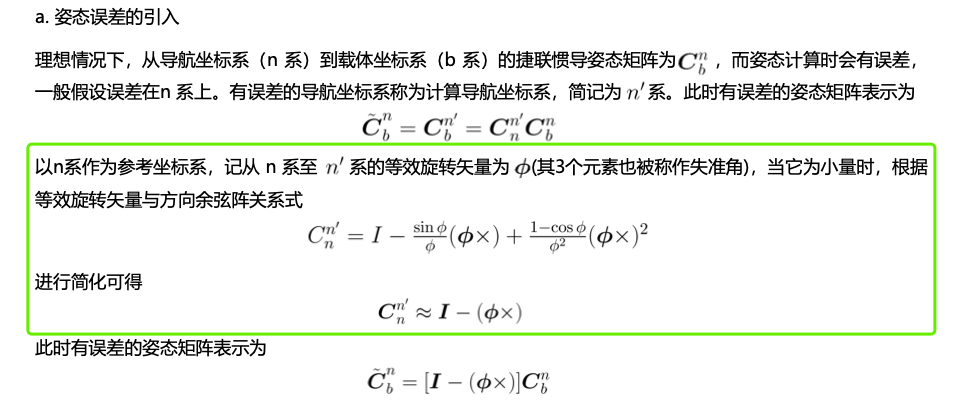 a. 姿态误差的引入
理想情况下，从导航坐标系（n 系）到载体坐标系（b 系）的捷联惯导姿态矩阵为 $\boldsymbol{C}_b^n$ ，而姿态计算时会有误差，
一般假设误差在n 系上。有误差的导航坐标系称为计算导航坐标系，简记为 $n'$ 系。此时有误差的姿态矩阵表示为
$\tilde{\boldsymbol{C}}_b^n = \boldsymbol{C}_b^{n'} = \boldsymbol{C}_n^{n'} \boldsymbol{C}_b^n$
以n系作为参考坐标系，记从 n 系至 $n'$ 系的等效旋转矢量为 $\boldsymbol{\phi}$(其3个元素也被称作失准角)，当它为小量时，根据
等效旋转矢量与方向余弦阵关系式
$C_n^{n'} = I - \frac{\sin \phi}{\phi}(\boldsymbol{\phi}\times) + \frac{1-\cos \phi}{\phi^2}(\boldsymbol{\phi}\times)^2$
进行简化可得
$\boldsymbol{C}_n^{n'} \approx \boldsymbol{I} - (\boldsymbol{\phi}\times)$
此时有误差的姿态矩阵表示为
$\tilde{\boldsymbol{C}}_b^n = [\boldsymbol{I} - (\boldsymbol{\phi}\times)]\boldsymbol{C}_b^n$